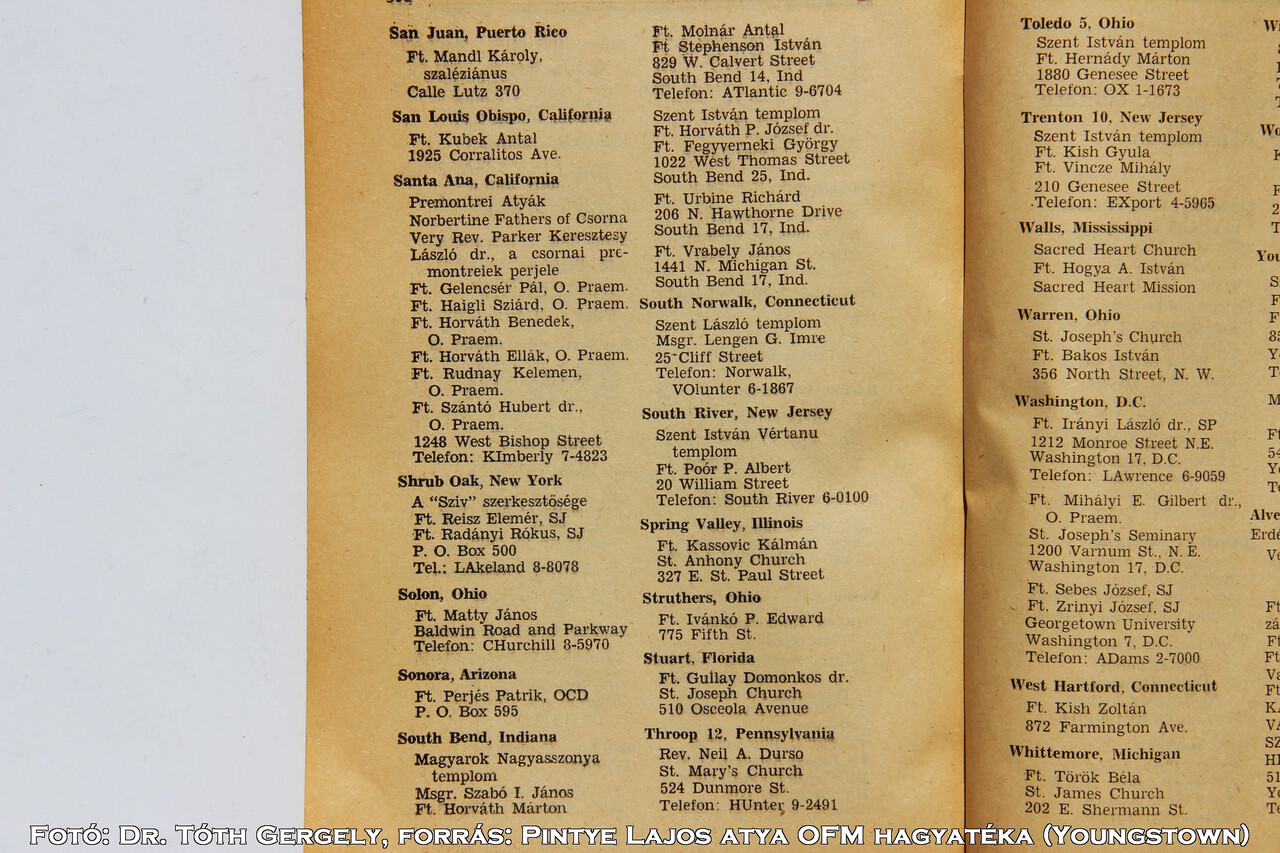 San Juan, Puerto Rico
Ft. Mandl Károly,
szaléziánus
Calle Lutz 370
San Louis Obispo, California
Ft. Kubek Antal
1925 Corralitos Ave.
Santa Ana, California
Premontrei Atyák
Norbertine Fathers of Csorna
Very Rev. Parker Keresztesy
László dr., a csornai pre-
montreiek perjele
Ft. Gelencsér Pál, O. Praem.
Ft. Haigli Sziárd, O. Praem.
Ft. Horváth Benedek,
O. Praem.
Ft. Horváth Ellák, O. Praem.
Ft. Rudnay Kelemen,
O. Praem.
Ft. Szántó Hubert dr.,
O. Praem.
1248 West Bishop Street
Telefon: KImberly 7-4823
Shrub Oak, New York
A “Sziv” szerkesztősége
Ft. Reisz Elemér, SJ
Ft. Radányi Rókus, SJ
P. O. Box 500
Tel.: LAkeland 8-8078
Solon, Ohio
Ft. Matty János
Baldwin Road and Parkway
Telefon: CHurchill 8-5970
Sonora, Arizona
Ft. Perjés Patrik, OCD
P. O. Box 595
South Bend, Indiana
Magyarok Nagyasszonya
templom
Msgr. Szabó I. János
Ft. Horváth Márton
Ft. Molnár Antal
Ft Stephenson István
829 W. Calvert Street
South Bend 14, Ind
Telefon: ATlantic 9-6704
Szent István templom
Ft. Horváth P. József dr.
Ft. Fegyverneki György
1022 West Thomas Street
South Bend 25, Ind.
Ft. Urbine Richárd
206 N. Hawthorne Drive
South Bend 17, Ind.
Ft. Vrabely János
1441 N. Michigan St.
South Bend 17, Ind.
South Norwalk, Connecticut
Szent László templom
Msgr. Lengen G. Imre
25 Cliff Street
Telefon: Norwalk,
VOlunter 6-1867
South River, New Jersey
Szent István Vértanu
templom
Ft. Poór P. Albert
20 William Street
Telefon: South River 6-0100
Spring Valley, Illinois
Ft. Kassovic Kálmán
St. Anhony Church
327 E. St. Paul Street
Struthers, Ohio
Ft. Ivánkó P. Edward
775 Fifth St.
Stuart, Florida
Ft. Gullay Domonkos dr.
St. Joseph Church
510 Osceola Avenue
Throop 12, Pennsylvania
Rev. Neil A. Durso
St. Mary's Church
524 Dunmore St.
Telefon: HUnter 9-2491
Toledo 5, Ohio
Szent István templom
Ft. Hernády Márton
1880 Genesee Street
Telefon: OX 1-1673
Trenton 10, New Jersey
Szent István templom
Ft. Kish Gyula
Ft. Vincze Mihály
210 Genesee Street
Telefon: EXport 4-5965
Walls, Mississippi
Sacred Heart Church
Ft. Hogya A. István
Sacred Heart Mission
Warren, Ohio
St. Joseph's Church
Ft. Bakos István
356 North Street, N. W.
Washington, D.C.
Ft. Irányi László dr., SP
1212 Monroe Street N.E.
Washington 17, D.C.
Telefon: LAwrence 6-9059
Ft. Mihályi E. Gilbert dr.,
O. Praem.
St. Joseph's Seminary
1200 Varnum St., N. E.
Washington 17, D.C.
Ft. Sebes József, SJ
Ft. Zrinyi József, SJ
Georgetown University
Washington 7, D.C.
Telefon: ADams 2-7000
West Hartford, Connecticut
Ft. Kish Zoltán
872 Farmington Ave.
Whittemore, Michigan
Ft. Török Béla
St. James Church
202 E. Shermann St.
Fotó: Dr. Tóth Gergely, forrás: Pintye Lajos atya OFM hagyatéka (Youngstown)